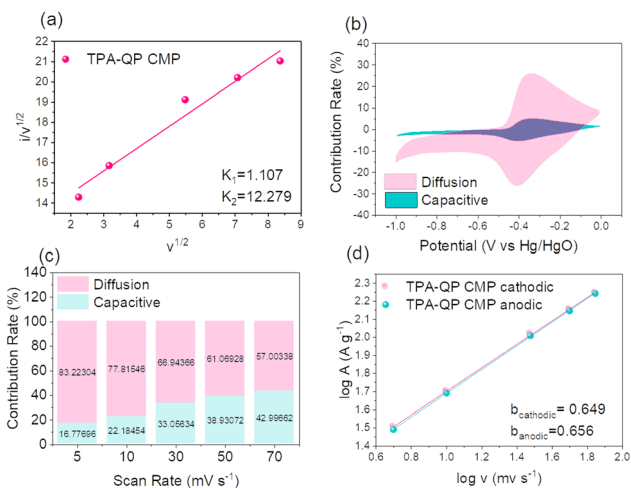 (a)
22
21
20
19
18
17
16
15
14
i/v1/2
TPA-QP CMP
K1=1.107
K2=12.279
2 3 4 5 6 7 8 9
v1/2
(b)
40
30
20
10
0
-10
-20
-30
-40
Contribution Rate (%)
Diffusion
Capacitive
-1.0 -0.8 -0.6 -0.4 -0.2 0.0
Potential (V vs Hg/HgO)
(c)
140
120
100
80
60
40
20
0
Contribution Rate (%)
Diffusion
Capacitive
83.22304 77.81546 66.94366 61.06928 57.00338
16.77696 22.18454 33.05634 38.93072 42.99662
5 10 30 50 70
Scan Rate (mV s-1)
(d)
2.3
2.2
2.1
2.0
1.9
1.8
1.7
1.6
1.5
1.4
log A (A g-1)
TPA-QP CMP cathodic
TPA-QP CMP anodic
bcathodic = 0.649
banodic = 0.656
0.6 0.8 1.0 1.2 1.4 1.6 1.8 2.0
log v (mv s-1)